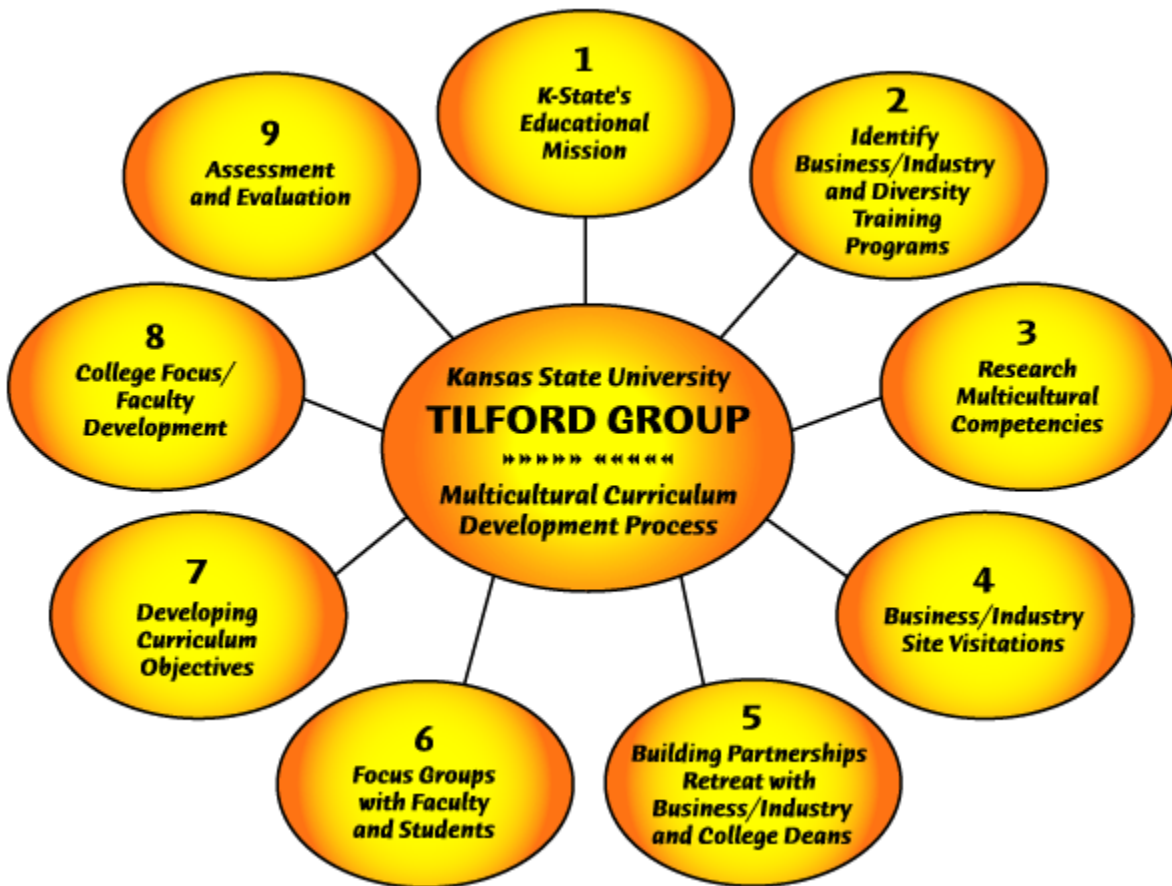 1
K-State's
Educational
Mission
2
Identify
Business/Industry
and Diversity
Training
Programs
3
Research
Multicultural
Competencies
4
Business/Industry
Site Visitations
5
Building Partnerships
Retreat with
Business/Industry
and College Deans
6
Focus Groups
with Faculty
and Students
7
Developing
Curriculum
Objectives
8
College Focus/
Faculty
Development
9
Assessment
and Evaluation
Kansas State University
TILFORD GROUP
Multicultural Curriculum
Development Process